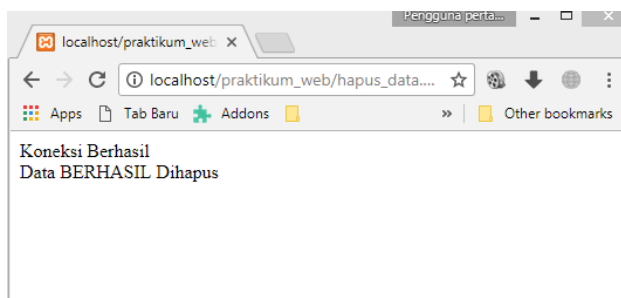 Pengguna perta...
localhost/praktikum_web
localhost/praktikum_web/hapus_data....
Apps Tab Baru Addons » Other bookmarks
Koneksi Berhasil
Data BERHASIL Dihapus